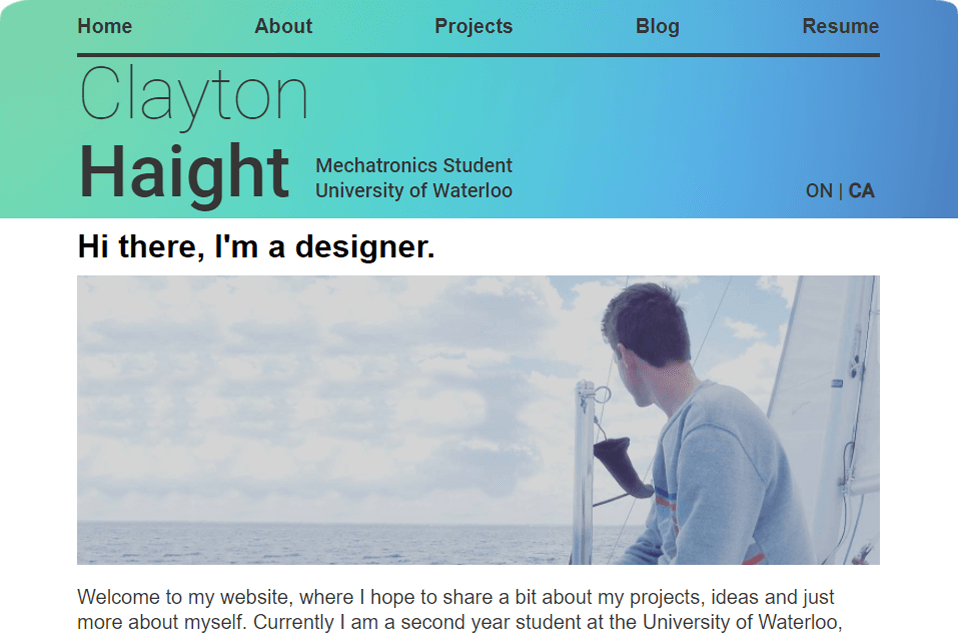 Home About Projects Blog Resume
Clayton
Haight
Mechatronics Student
University of Waterloo
ON | CA
Hi there, I'm a designer.
Welcome to my website, where I hope to share a bit about my projects, ideas and just
more about myself. Currently I am a second year student at the University of Waterloo,